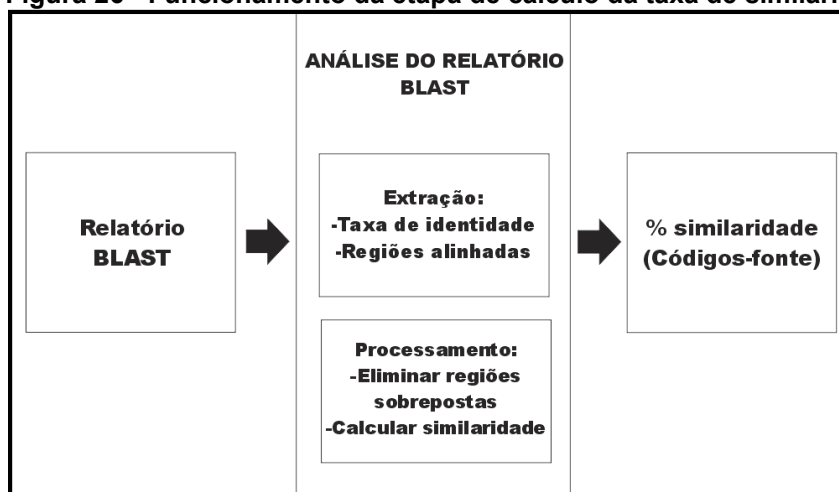 Relatório
BLAST
ANÁLISE DO RELATÓRIO
BLAST
Extração:
-Taxa de identidade
-Regiões alinhadas
Processamento:
-Eliminar regiões
sobrepostas
-Calcular similaridade
% similaridade
(Códigos-fonte)